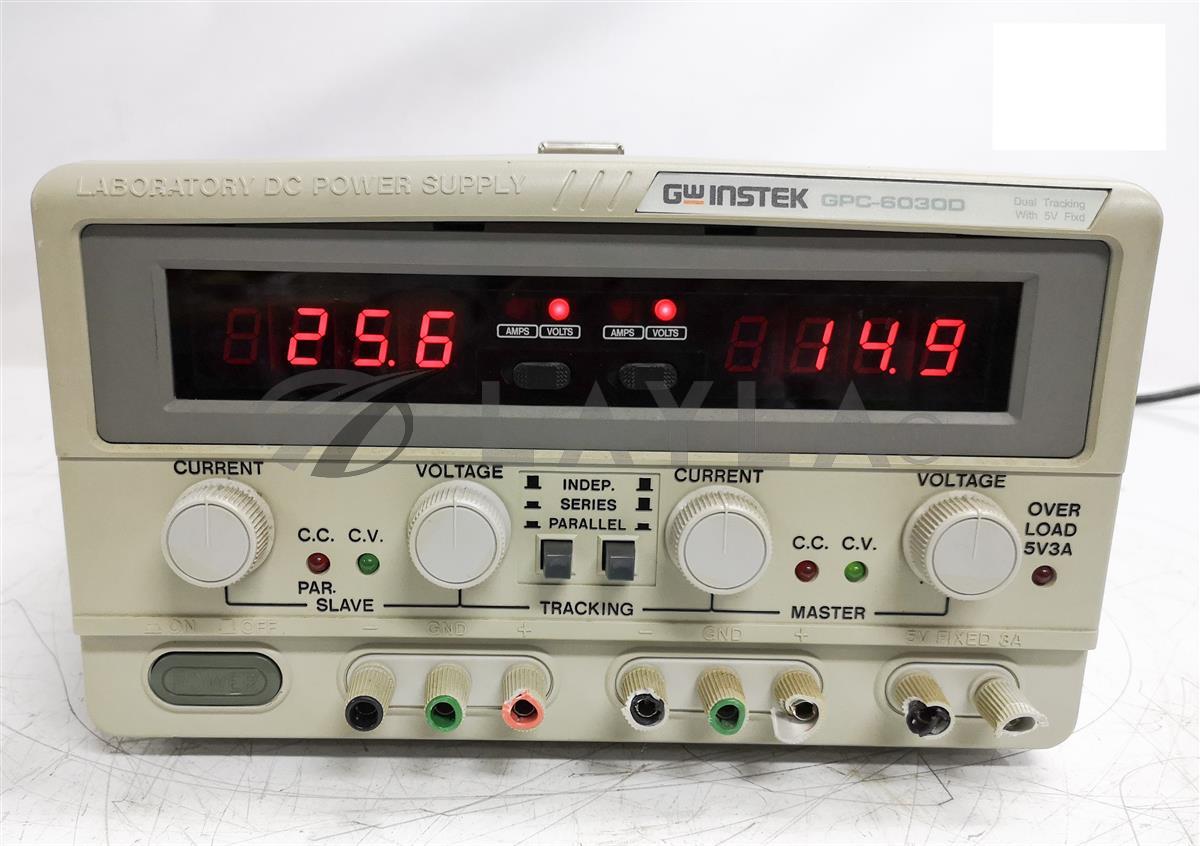 LABORATORY DC POWER SUPPLY
GW INSTEK GPC-6030D
Dual Tracking
With 5V Fixd
25.6
AMPS VOLTS AMPS VOLTS
14.9
LAYLA
CURRENT VOLTAGE
INDEP.
SERIES
PARALLEL
CURRENT VOLTAGE
OVER
LOAD
5V3A
C.C. C.V.
C.C. C.V.
PAR.
SLAVE TRACKING MASTER
ON OFF
- GND +
- GND +
5V FIXED 3A
POWER